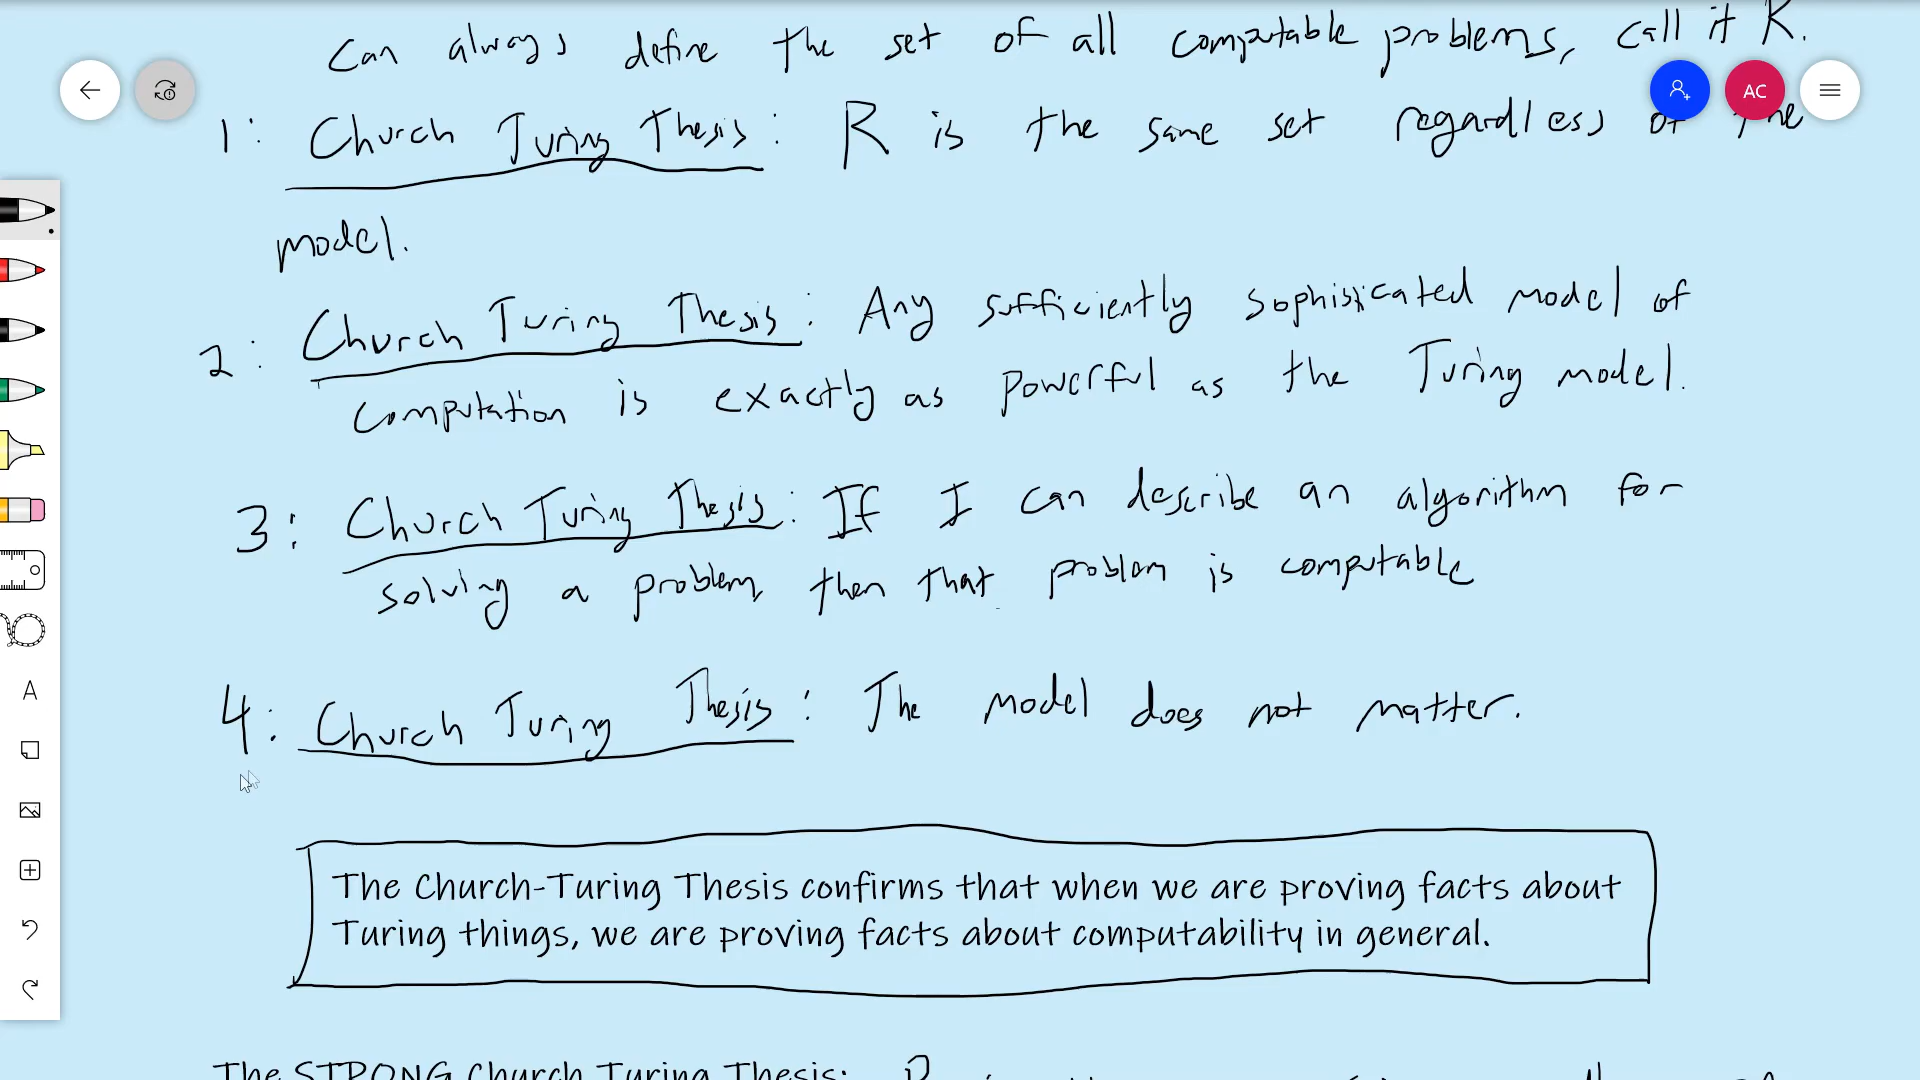 can always define the set of all computable problems, call it R.
AC
1: Church Turing Thesis: R is the same set regardless of the
model.
2: Church Turing Thesis: Any sufficiently sophisticated model of
computation is exactly as powerful as the Turing model.
3: Church Turing Thesis: If I can describe an algorithm for
solving a problem, then that problem is computable
4: Church Turing Thesis: The model does not matter.
The Church-Turing Thesis confirms that when we are proving facts about
Turing things, we are proving facts about computability in general.
The STRONG Church Turing Thesis: